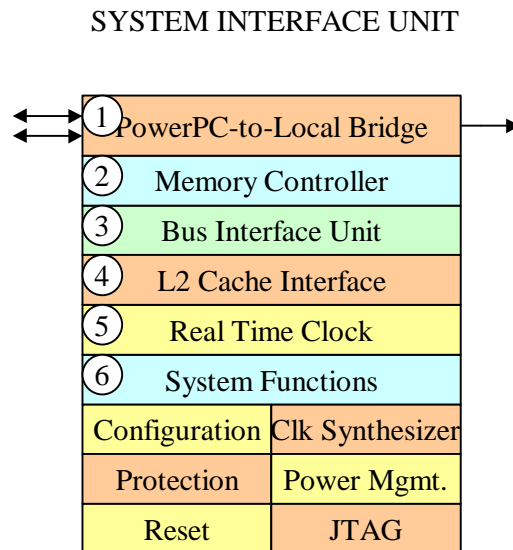 SYSTEM INTERFACE UNIT
1 PowerPC-to-Local Bridge
2 Memory Controller
3 Bus Interface Unit
4 L2 Cache Interface
5 Real Time Clock
6 System Functions
Configuration Clk Synthesizer
Protection Power Mgmt.
Reset JTAG